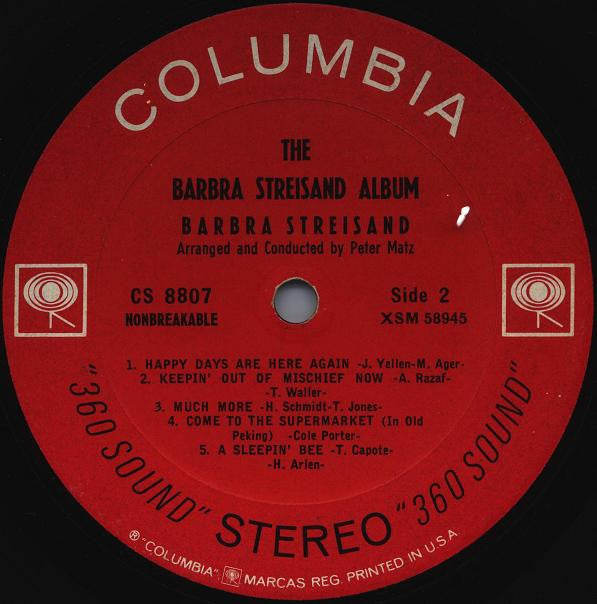 COLUMBIA
THE
BARBRA STREISAND ALBUM
BARBRA STREISAND
Arranged and Conducted by Peter Matz
CS 8807
NONBREAKABLE
Side 2
XSM 58945
1. HAPPY DAYS ARE HERE AGAIN -J. Yellen-M. Ager-
2. KEEPIN' OUT OF MISCHIEF NOW -A. Razaf-
-T. Waller-
3. MUCH MORE -H. Schmidt-T. Jones-
4. COME TO THE SUPERMARKET (In Old
Peking) -Cole Porter-
5. A SLEEPIN' BEE -T. Capote-
-H. Arlen-
"360 SOUND" STEREO "360 SOUND"
® "COLUMBIA", MARCAS REG. PRINTED IN U.S.A.